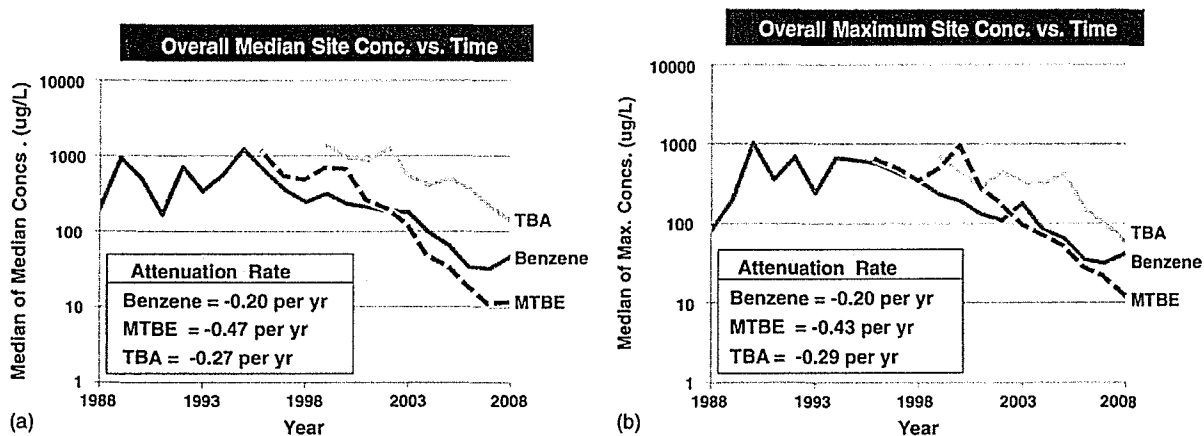 Overall Median Site Conc. vs. Time
Median of Median Concs . (ug/L)
10000
1000
100
10
1
TBA
Benzene
MTBE
Attenuation Rate
Benzene = -0.20 per yr
MTBE = -0.47 per yr
TBA = -0.27 per yr
1988
1993
1998
2003
2008
(a)
Year
Overall Maximum Site Conc. vs. Time
Median of Max. Concs. (ug/L)
10000
1000
100
10
1
TBA
Benzene
MTBE
Attenuation Rate
Benzene = -0.20 per yr
MTBE = -0.43 per yr
TBA = -0.29 per yr
1988
1993
1998
2003
2008
(b)
Year